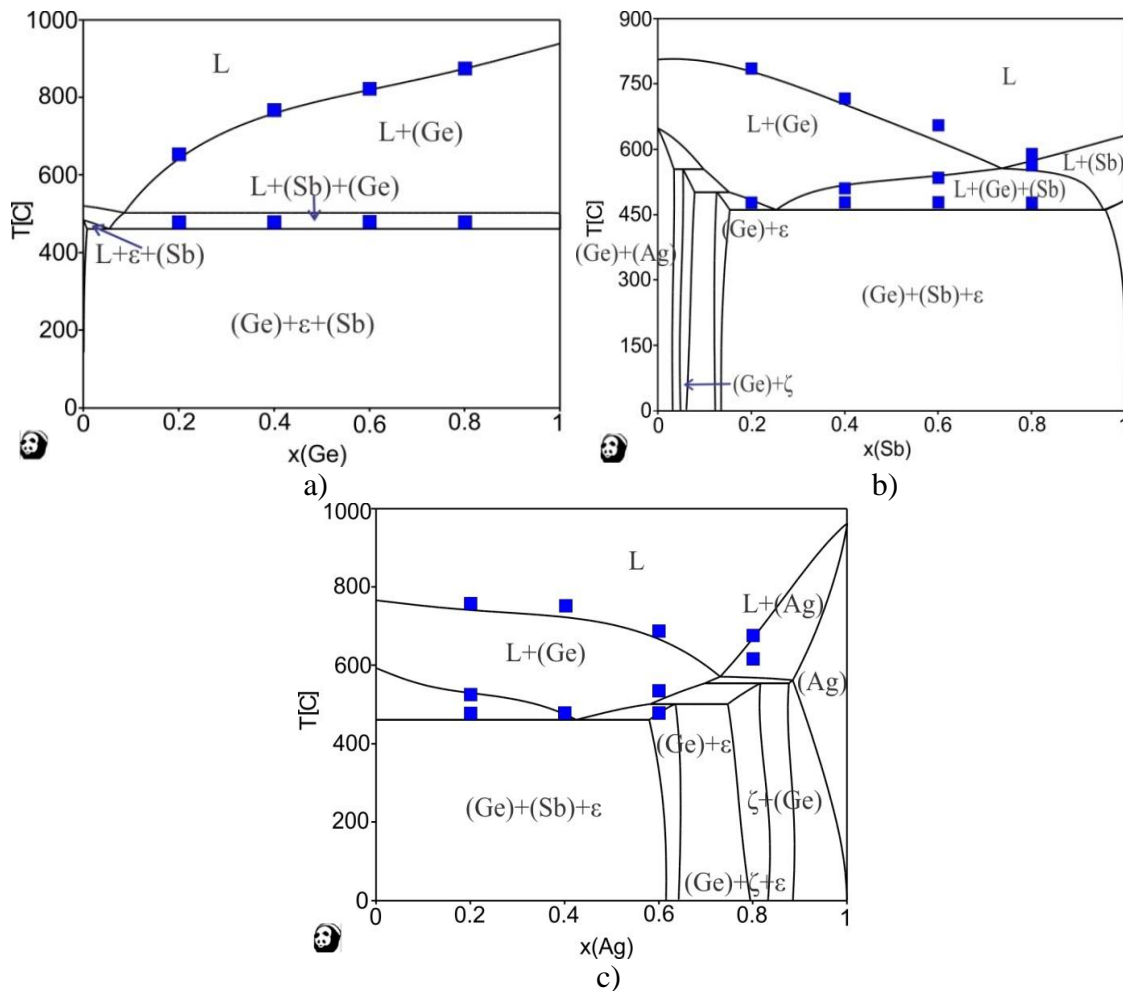 1000
800
600
400
200
0
T[C]
L
L+(Ge)
L+(Sb)+(Ge)
L+ε+(Sb)
(Ge)+ε+(Sb)
0 0.2 0.4 0.6 0.8 1
x(Ge)
a)
900
750
600
450
300
150
0
T[C]
L
L+(Ge)
L+(Sb)
L+(Ge)+(Sb)
(Ge)+ε
(Ge)+(Ag)
(Ge)+(Sb)+ε
(Ge)+ζ
0 0.2 0.4 0.6 0.8 1
x(Sb)
b)
1000
800
600
400
200
0
T[C]
L
L+(Ag)
L+(Ge)
(Ag)
(Ge)+ε
(Ge)+(Sb)+ε
ζ+(Ge)
(Ge)+ζ+ε
0 0.2 0.4 0.6 0.8 1
x(Ag)
c)